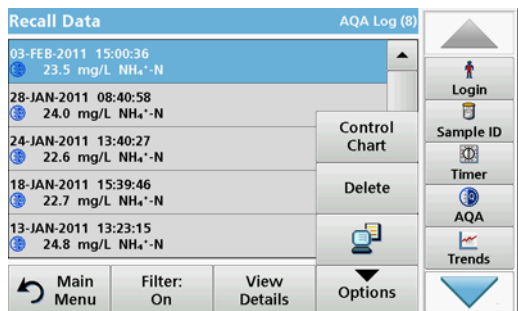 Recall Data
AQA Log (8)
03-FEB-2011 15:00:36
23.5 mg/L NH₄⁺-N
28-JAN-2011 08:40:58
24.0 mg/L NH₄⁺-N
24-JAN-2011 13:40:27
22.6 mg/L NH₄⁺-N
18-JAN-2011 15:39:46
22.7 mg/L NH₄⁺-N
13-JAN-2011 13:23:15
24.8 mg/L NH₄⁺-N
Control
Chart
Delete
Main
Menu
Filter:
On
View
Details
Options
Login
Sample ID
Timer
AQA
Trends